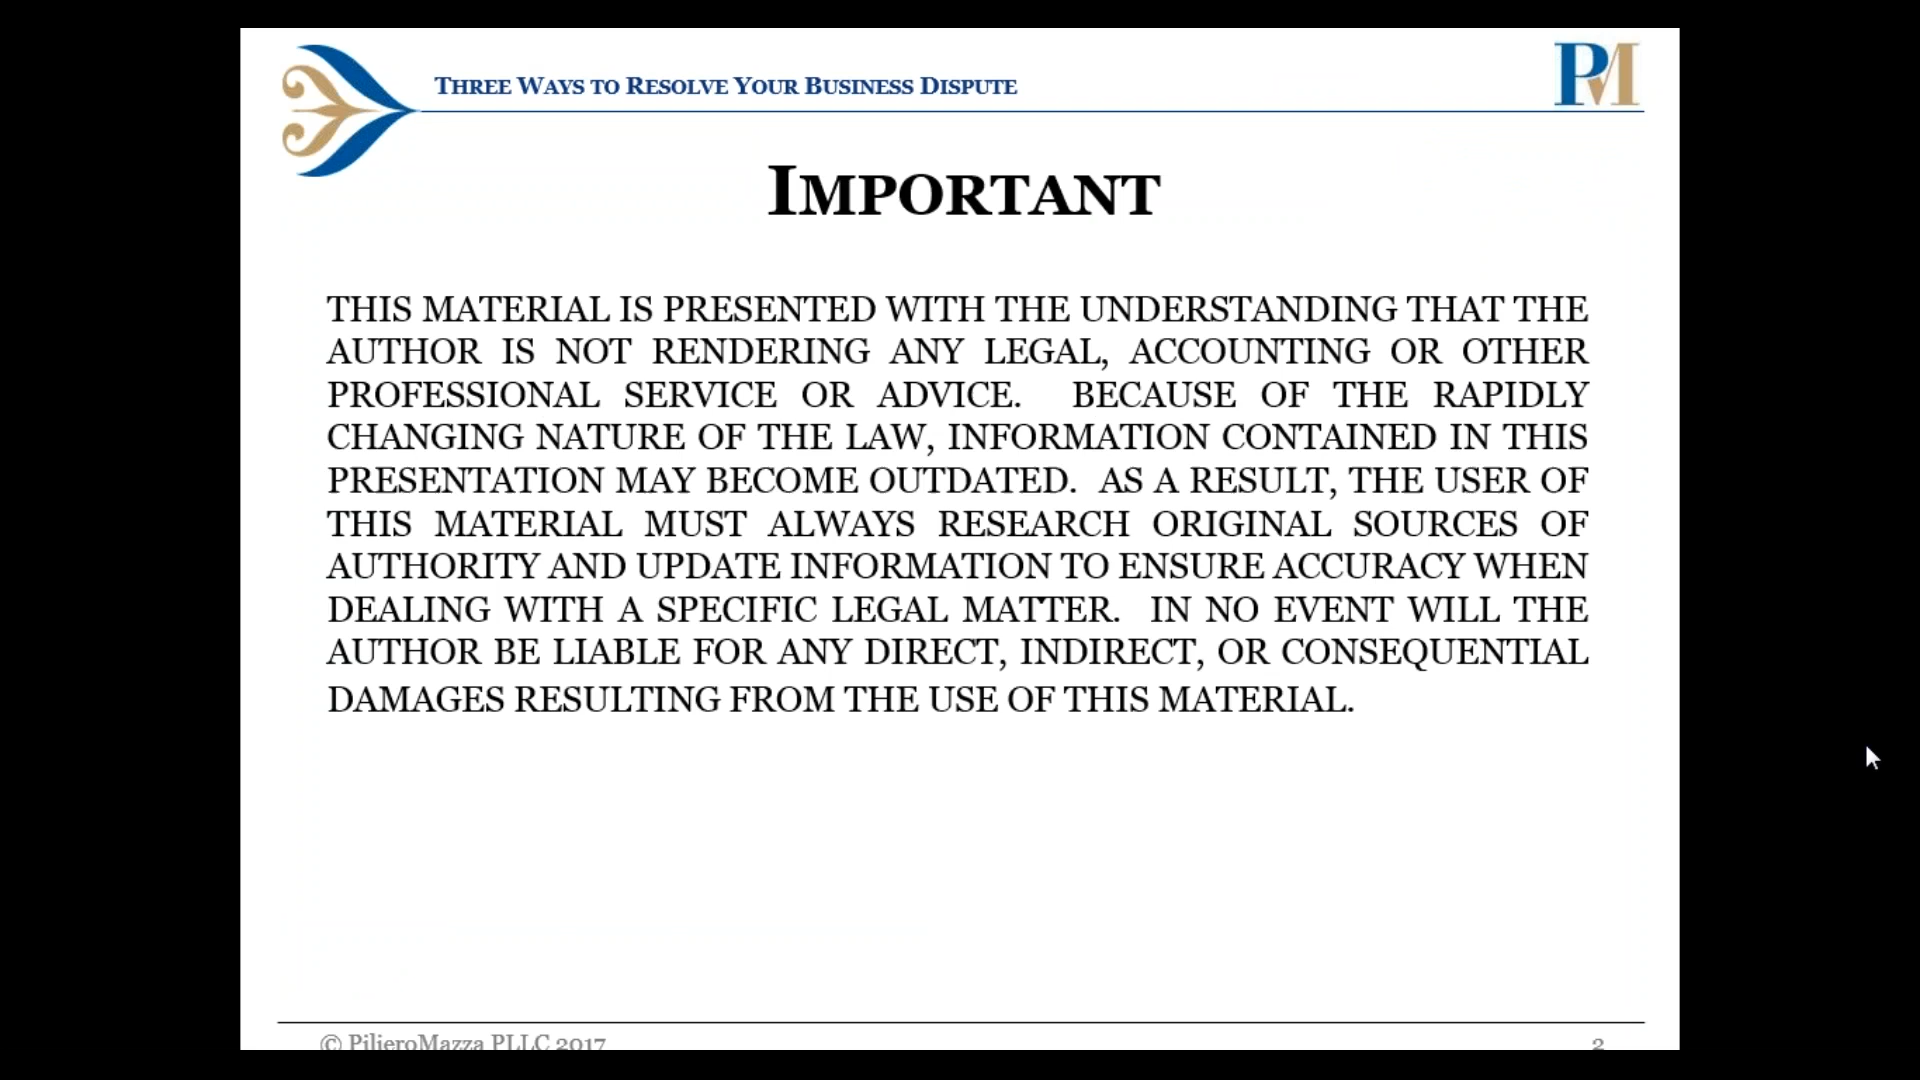 THREE WAYS TO RESOLVE YOUR BUSINESS DISPUTE
PM
IMPORTANT
THIS MATERIAL IS PRESENTED WITH THE UNDERSTANDING THAT THE
AUTHOR IS NOT RENDERING ANY LEGAL, ACCOUNTING OR OTHER
PROFESSIONAL SERVICE OR ADVICE. BECAUSE OF THE RAPIDLY
CHANGING NATURE OF THE LAW, INFORMATION CONTAINED IN THIS
PRESENTATION MAY BECOME OUTDATED. AS A RESULT, THE USER OF
THIS MATERIAL MUST ALWAYS RESEARCH ORIGINAL SOURCES OF
AUTHORITY AND UPDATE INFORMATION TO ENSURE ACCURACY WHEN
DEALING WITH A SPECIFIC LEGAL MATTER. IN NO EVENT WILL THE
AUTHOR BE LIABLE FOR ANY DIRECT, INDIRECT, OR CONSEQUENTIAL
DAMAGES RESULTING FROM THE USE OF THIS MATERIAL.
© PilieroMazza PLLC 2017
2